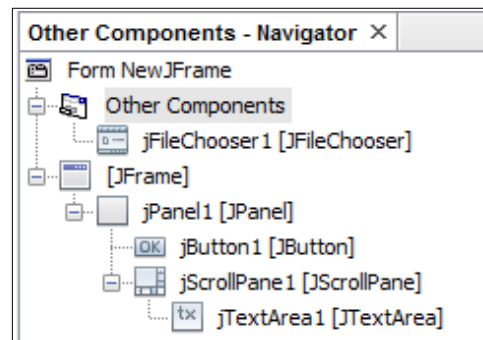 Other Components - Navigator ×
Form NewJFrame
Other Components
jFileChooser1 [JFileChooser]
[JFrame]
jPanel1 [JPanel]
OK jButton1 [JButton]
jScrollPane1 [JScrollPane]
tx jTextArea1 [JTextArea]